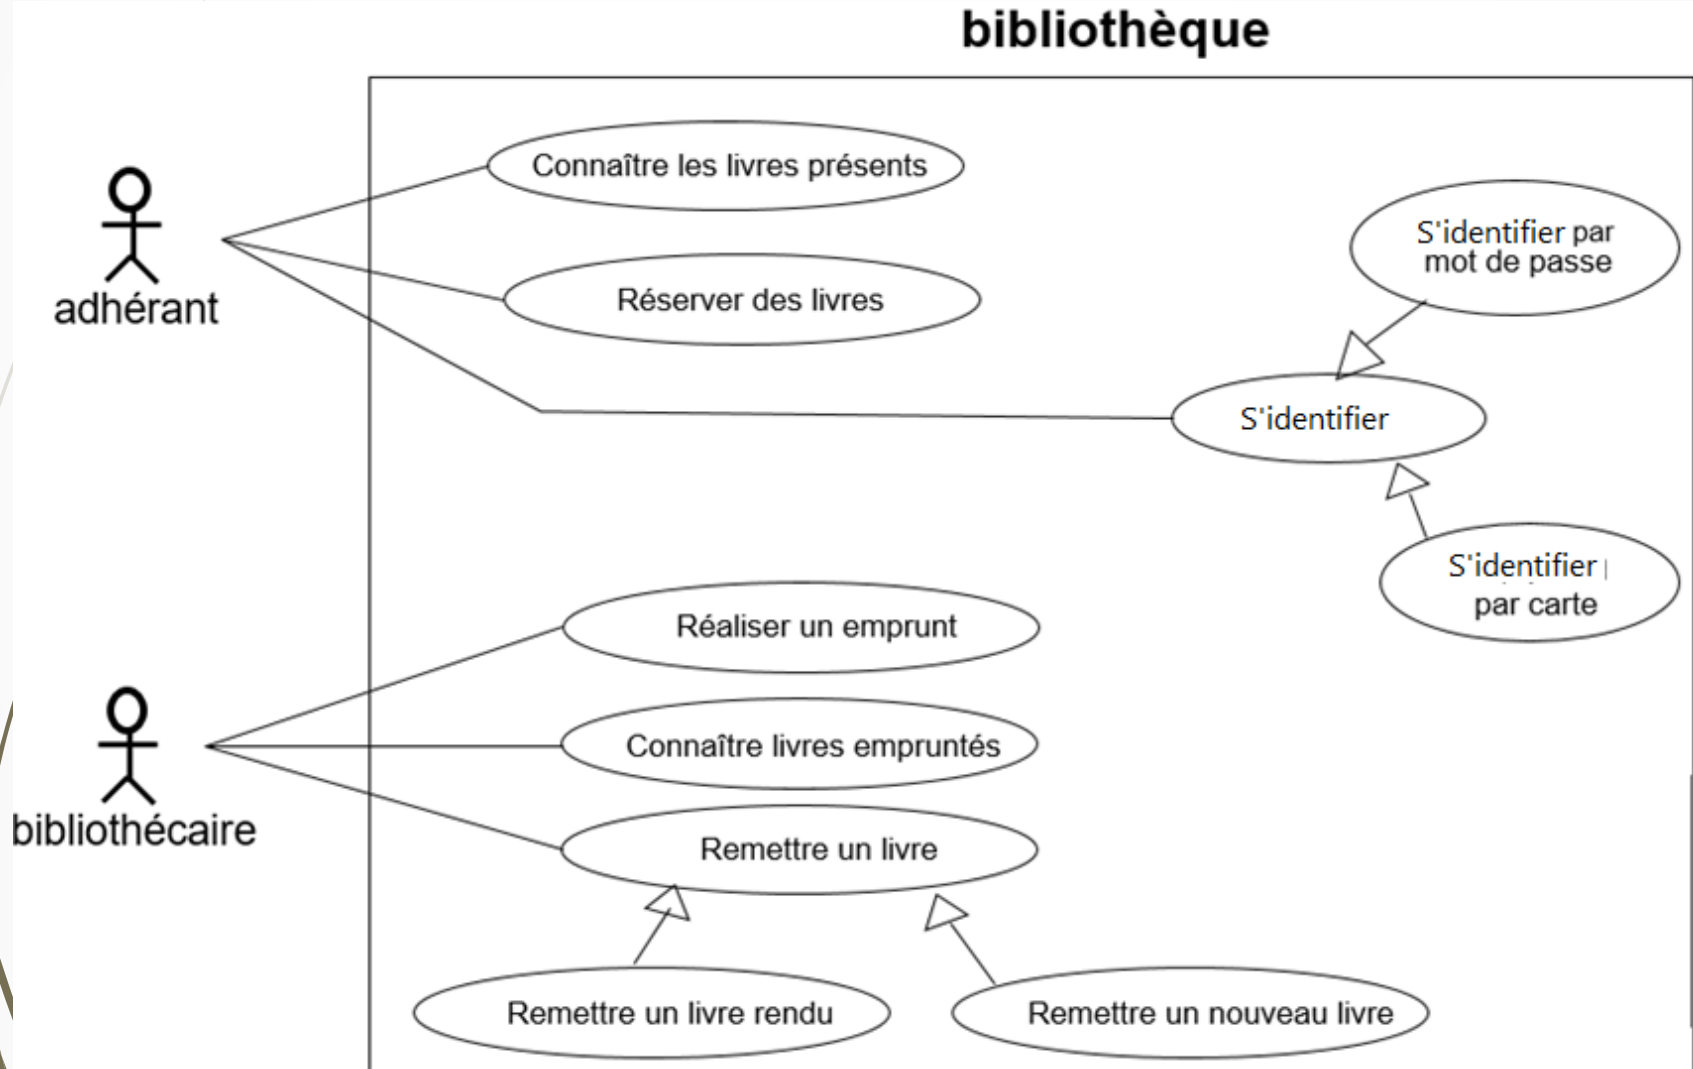 bibliothèque
Connaître les livres présents
S'identifier par
mot de passe
adhérant
Réserver des livres
S'identifier
S'identifier
par carte
Réaliser un emprunt
Connaître livres empruntés
bibliothécaire
Remettre un livre
Remettre un livre rendu
Remettre un nouveau livre